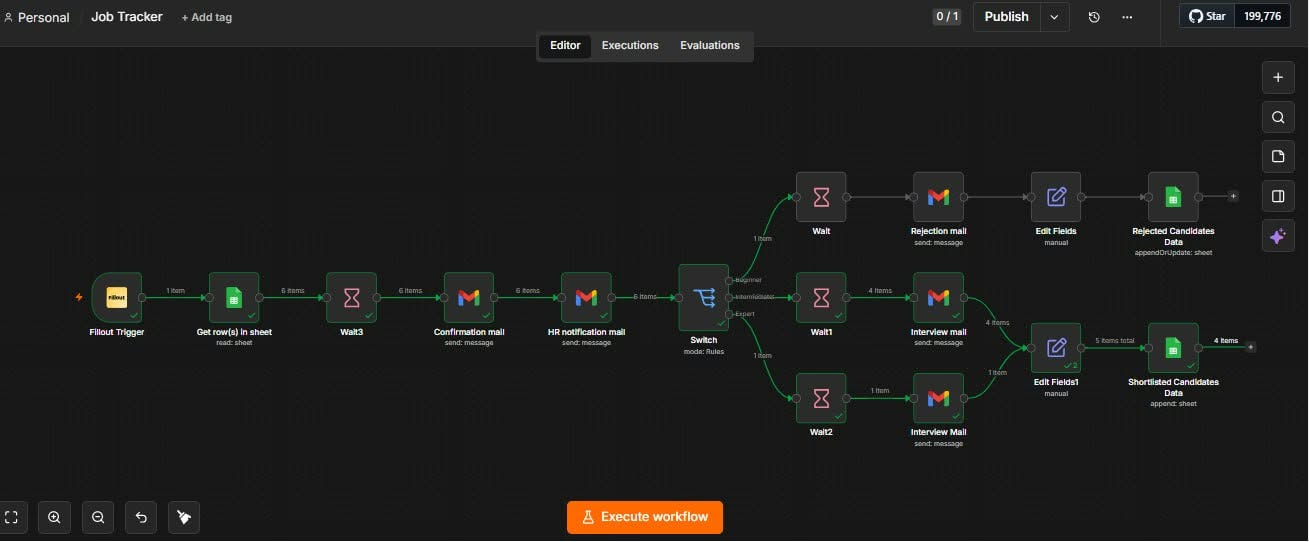 Personal
Job Tracker
+ Add tag
0 / 1
Publish
Star
199,776
Editor
Executions
Evaluations
Fillout
Fillout Trigger
1 item
Get row(s) in sheet
read: sheet
6 items
Wait3
6 items
Confirmation mail
send: message
6 items
HR notification mail
send: message
6 items
Switch
mode: Rules
Beginner
Intermediates
Expert
1 item
Wait
Rejection mail
send: message
Edit Fields
manual
Rejected Candidates
Data
appendOrUpdate: sheet
Wait1
4 items
Interview mail
send: message
4 items
1 item
Wait2
1 item
Interview Mail
send: message
1 item
2
Edit Fields1
manual
5 items total
Shortlisted Candidates
Data
append: sheet
4 items
Execute workflow